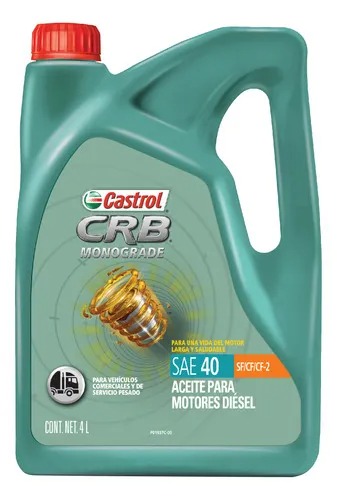 Castrol
CRB
MONOGRADE
PARA UNA VIDA DEL MOTOR
LARGA Y SALUDABLE
SAE 40
SF/CF/CF-2
ACEITE PARA
MOTORES DIÉSEL
PARA VEHÍCULOS
COMERCIALES Y DE
SERVICIO PESADO
CONT. NET. 4 L